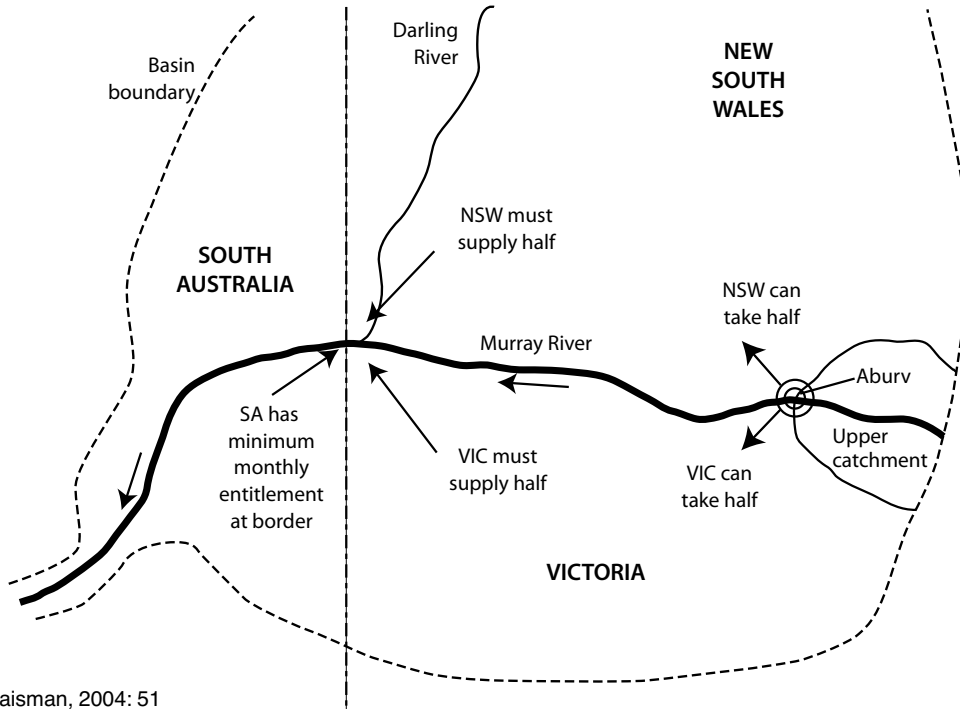 Darling
River
NEW
SOUTH
WALES
Basin
boundary
NSW must
supply half
SOUTH
AUSTRALIA
NSW can
take half
Murray River
Aburv
SA has
minimum
monthly
entitlement
at border
VIC must
supply half
VIC can
take half
Upper
catchment
VICTORIA
aisman, 2004: 51